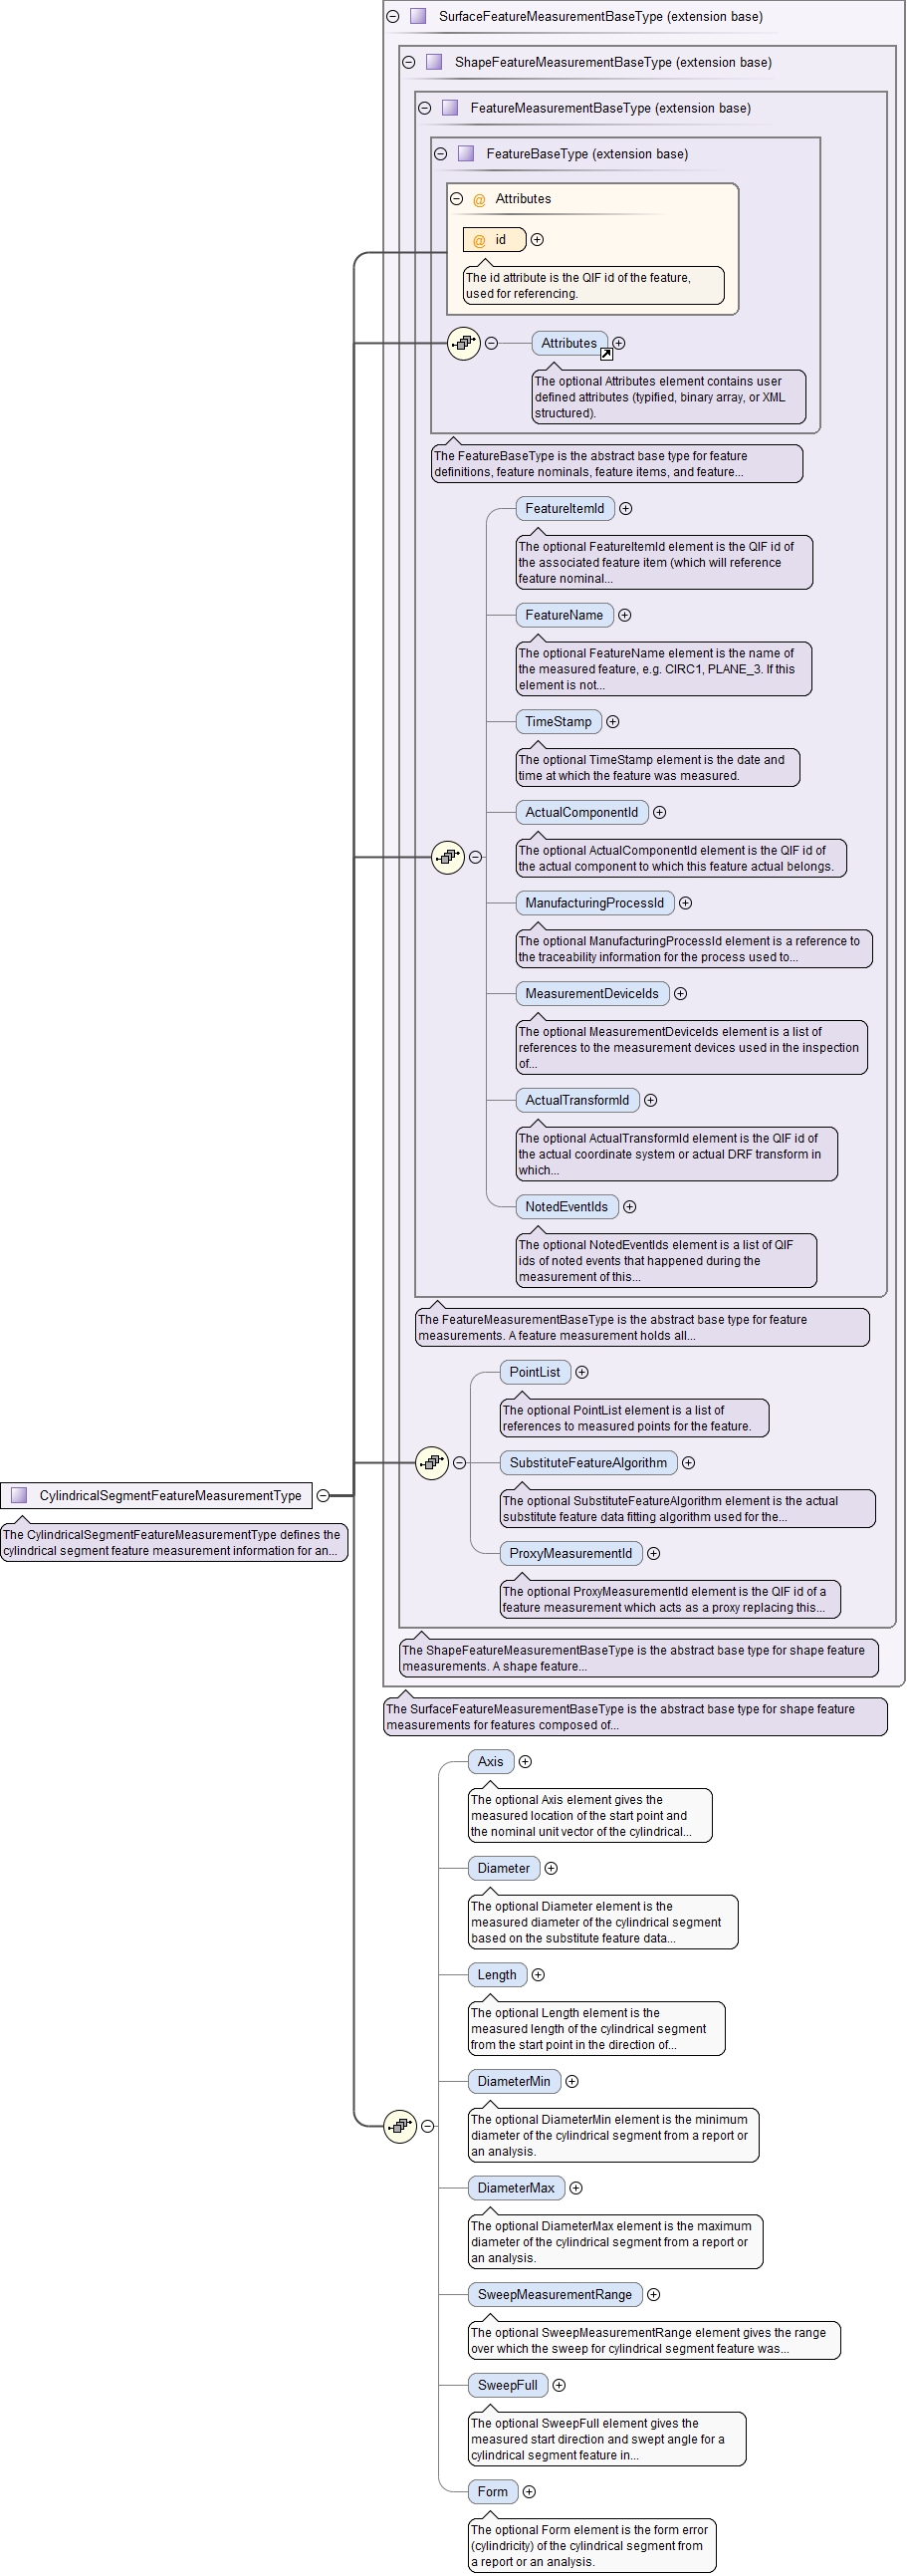 SurfaceFeatureMeasurementBaseType (extension base)
ShapeFeatureMeasurementBaseType (extension base)
FeatureMeasurementBaseType (extension base)
FeatureBaseType (extension base)
@ Attributes
@ id
The id attribute is the QIF id of the feature,
used for referencing.
Attributes
The optional Attributes element contains user
defined attributes (typified, binary array, or XML
structured).
The FeatureBaseType is the abstract base type for feature
definitions, feature nominals, feature items, and feature...
FeatureItemId
The optional FeatureItemId element is the QIF id of
the associated feature item (which will reference
feature nominal...
FeatureName
The optional FeatureName element is the name of
the measured feature, e.g. CIRC1, PLANE_3. If this
element is not...
TimeStamp
The optional TimeStamp element is the date and
time at which the feature was measured.
ActualComponentId
The optional ActualComponentId element is the QIF id of
the actual component to which this feature actual belongs.
ManufacturingProcessId
The optional ManufacturingProcessId element is a reference to
the traceability information for the process used to...
MeasurementDeviceIds
The optional MeasurementDeviceIds element is a list of
references to the measurement devices used in the inspection
of...
ActualTransformId
The optional ActualTransformId element is the QIF id of
the actual coordinate system or actual DRF transform in
which...
NotedEventIds
The optional NotedEventIds element is a list of QIF
ids of noted events that happened during the
measurement of this...
The FeatureMeasurementBaseType is the abstract base type for feature
measurements. A feature measurement holds all...
PointList
The optional PointList element is a list of
references to measured points for the feature.
SubstituteFeatureAlgorithm
The optional SubstituteFeatureAlgorithm element is the actual
substitute feature data fitting algorithm used for the...
ProxyMeasurementId
The optional ProxyMeasurementId element is the QIF id of a
feature measurement which acts as a proxy replacing this...
The ShapeFeatureMeasurementBaseType is the abstract base type for shape feature
measurements. A shape feature...
The SurfaceFeatureMeasurementBaseType is the abstract base type for shape feature
measurements for features composed of...
CylindricalSegmentFeatureMeasurementType
The CylindricalSegmentFeatureMeasurementType defines the
cylindrical segment feature measurement information for an...
Axis
The optional Axis element gives the
measured location of the start point and
the nominal unit vector of the cylindrical...
Diameter
The optional Diameter element is the
measured diameter of the cylindrical segment
based on the substitute feature data...
Length
The optional Length element is the
measured length of the cylindrical segment
from the start point in the direction of...
DiameterMin
The optional DiameterMin element is the minimum
diameter of the cylindrical segment from a report or
an analysis.
DiameterMax
The optional DiameterMax element is the maximum
diameter of the cylindrical segment from a report or
an analysis.
SweepMeasurementRange
The optional SweepMeasurementRange element gives the range
over which the sweep for cylindrical segment feature was...
SweepFull
The optional SweepFull element gives the
measured start direction and swept angle for a
cylindrical segment feature in...
Form
The optional Form element is the form error
(cylindricity) of the cylindrical segment from
a report or an analysis.